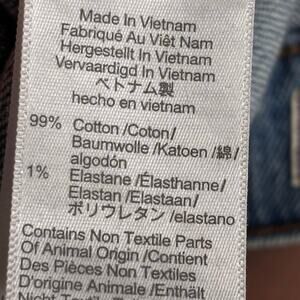 Made In Vietnam
Fabriqué Au Viêt Nam
Hergestellt In Vietnam
Vervaardigd In Vietnam
ベトナム製
hecho en vietnam
99% Cotton /Coton/
Baumwolle /Katoen /綿/
algodón
1% Elastane /Élasthanne/
Elastan /Elastaan/
ポリウレタン /elastano
Contains Non Textile Parts
Of Animal Origin /Contient
Des Pièces Non Textiles
D'origine Animale /Enthält
Nicht Textile